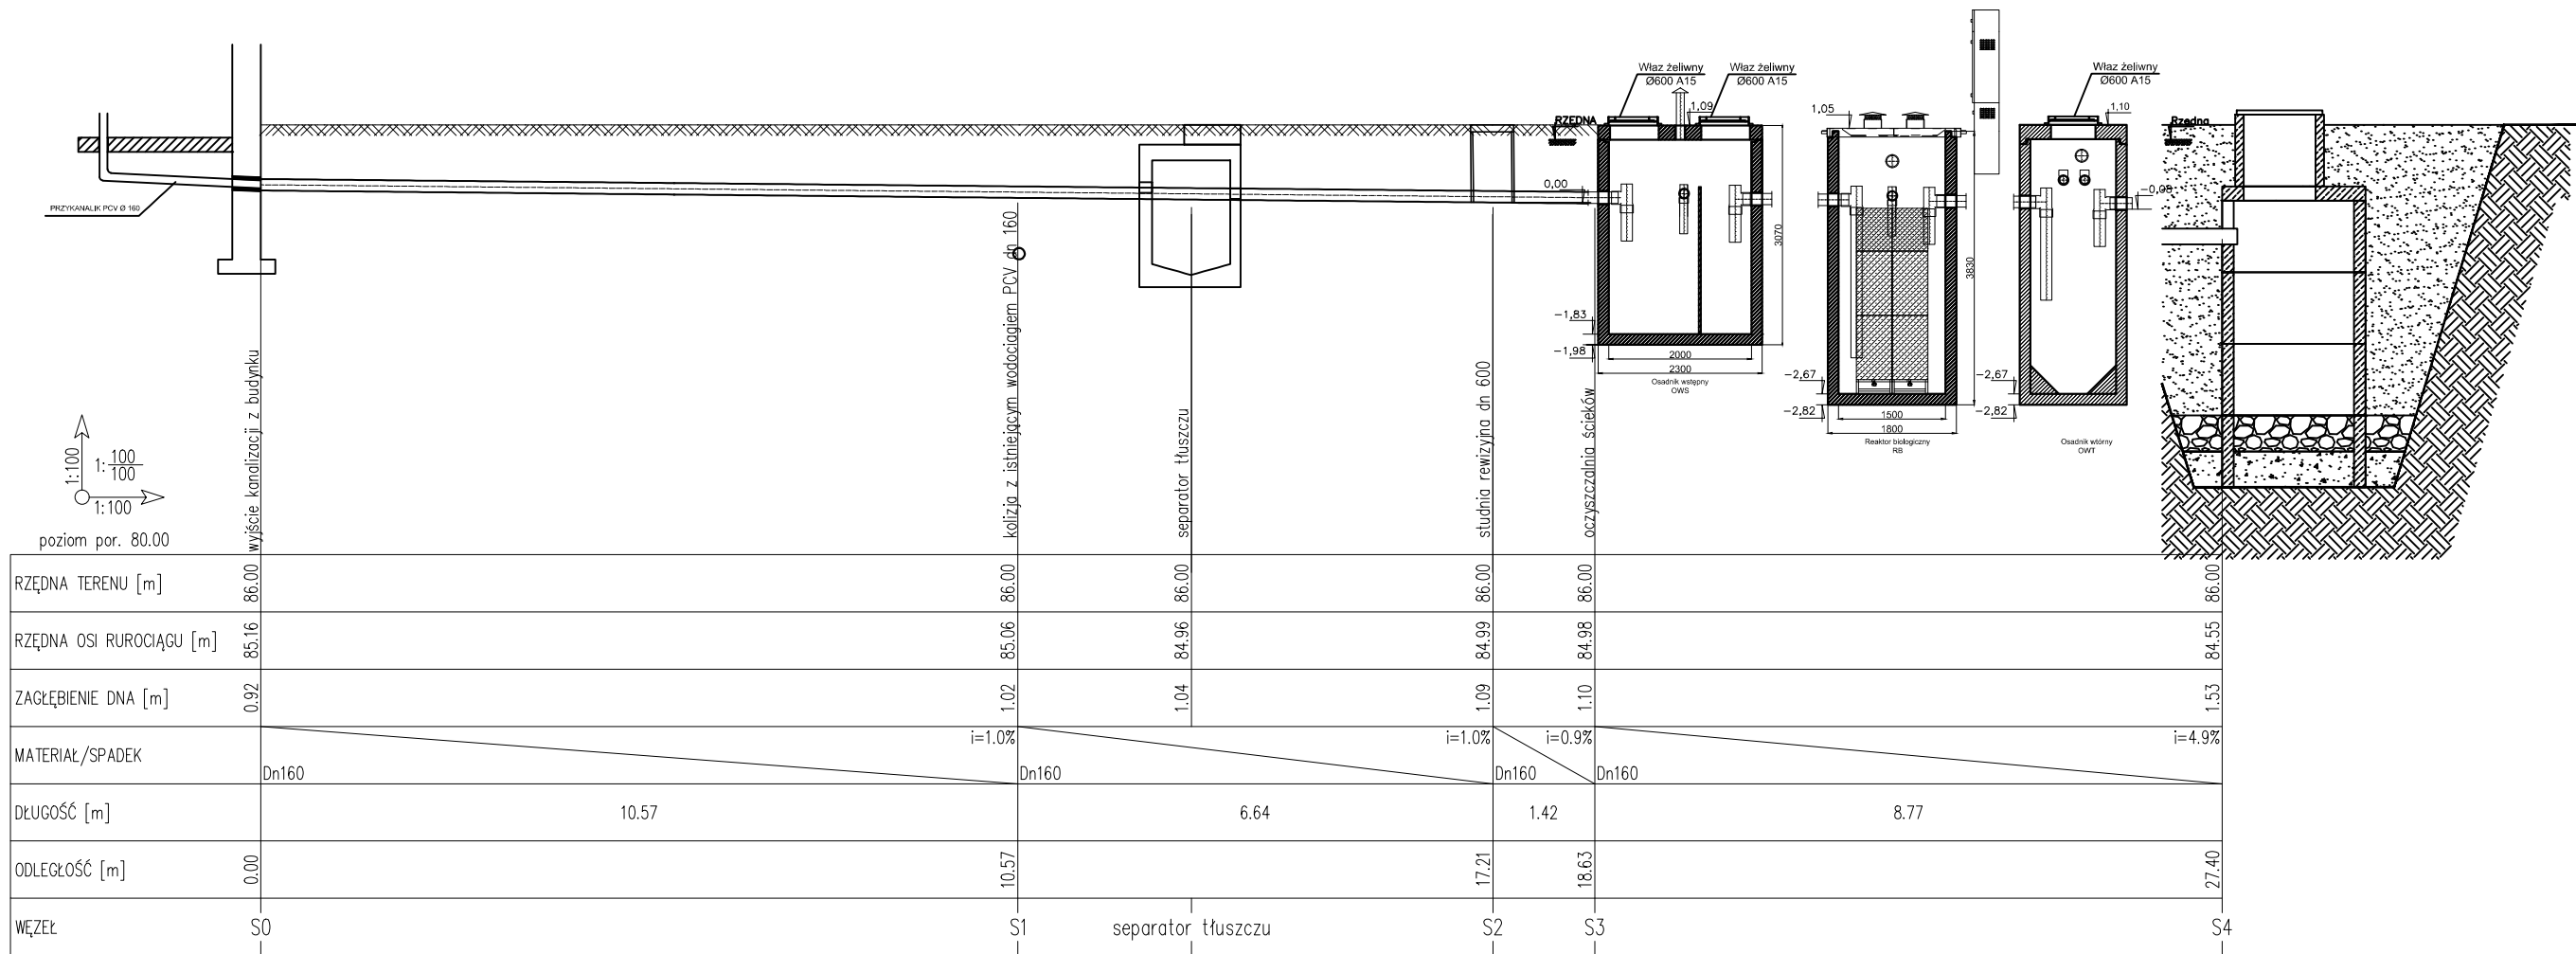 Właz żeliwny
Ø600 A15
Właz żeliwny
Ø600 A15
Właz żeliwny
Ø600 A15
1,09
1,05
1,10
RZĘDNA
Rzędna
0,00
-0,08
PRZYKANALIK PCV Ø 160
3070
3830
-1,83
-1,98
2000
2300
Osadnik wstępny
OWS
-2,67
-2,82
1500
1800
Reaktor biologiczny
RB
-2,67
-2,82
Osadnik wtórny
OWT
wyjście kanalizacji z budynku
kolizja z istniejącym wodociągiem PCV dn 160
separator tłuszczu
studnia rewizyjna dn 600
oczyszczalnia ścieków
1:100
1:100/100
1:100
poziom por. 80.00
RZĘDNA TERENU [m] 86.00 86.00 86.00 86.00 86.00 86.00
RZĘDNA OSI RUROCIĄGU [m] 85.16 85.06 84.96 84.99 84.98 84.55
ZAGŁĘBIENIE DNA [m] 0.92 1.02 1.04 1.09 1.10 1.53
MATERIAŁ/SPADEK i=1.0% i=1.0% i=0.9% i=4.9%
Dn160 Dn160 Dn160 Dn160
DŁUGOŚĆ [m] 10.57 6.64 1.42 8.77
ODLEGŁOŚĆ [m] 0.00 10.57 17.21 18.63 27.40
WĘZEŁ S0 S1 separator tłuszczu S2 S3 S4